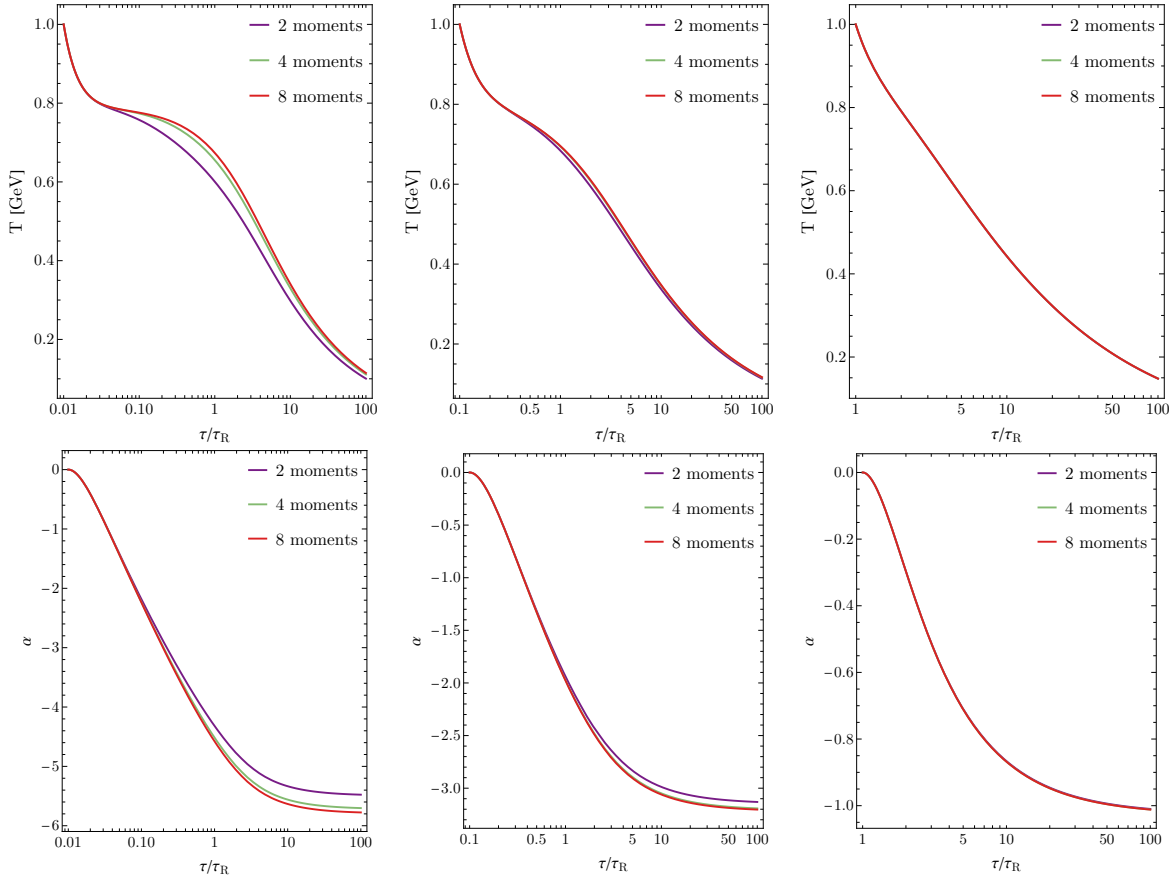 2 moments
4 moments
8 moments
T [GeV]
1.0
0.8
0.6
0.4
0.2
0.01 0.10 1 10 100
τ/τR
2 moments
4 moments
8 moments
T [GeV]
1.0
0.8
0.6
0.4
0.2
0.1 0.5 1 5 10 50 100
τ/τR
2 moments
4 moments
8 moments
T [GeV]
1.0
0.8
0.6
0.4
0.2
1 5 10 50 100
τ/τR
2 moments
4 moments
8 moments
α
0
−1
−2
−3
−4
−5
−6
0.01 0.10 1 10 100
τ/τR
2 moments
4 moments
8 moments
α
0.0
−0.5
−1.0
−1.5
−2.0
−2.5
−3.0
0.1 0.5 1 5 10 50 100
τ/τR
2 moments
4 moments
8 moments
α
0.0
−0.2
−0.4
−0.6
−0.8
−1.0
1 5 10 50 100
τ/τR